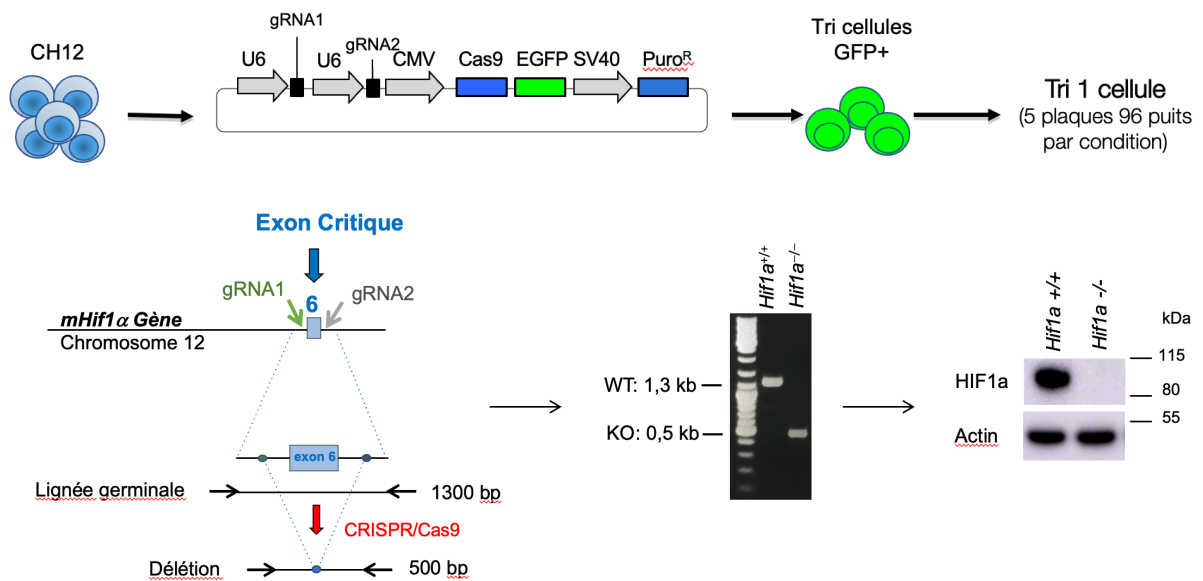 CH12
gRNA1
U6
U6
gRNA2
CMV
Cas9
EGFP
SV40
Puroᴿ
Tri cellules
GFP+
Tri 1 cellule
(5 plaques 96 puits
par condition)
Exon Critique
gRNA1
6
gRNA2
mHif1α Gène
Chromosome 12
exon 6
Lignée germinale
1300 bp
CRISPR/Cas9
Délétion
500 bp
Hif1a+/+
Hif1a−/−
WT: 1,3 kb
KO: 0,5 kb
Hif1a +/+
Hif1a -/-
kDa
HIF1a
115
80
55
Actin